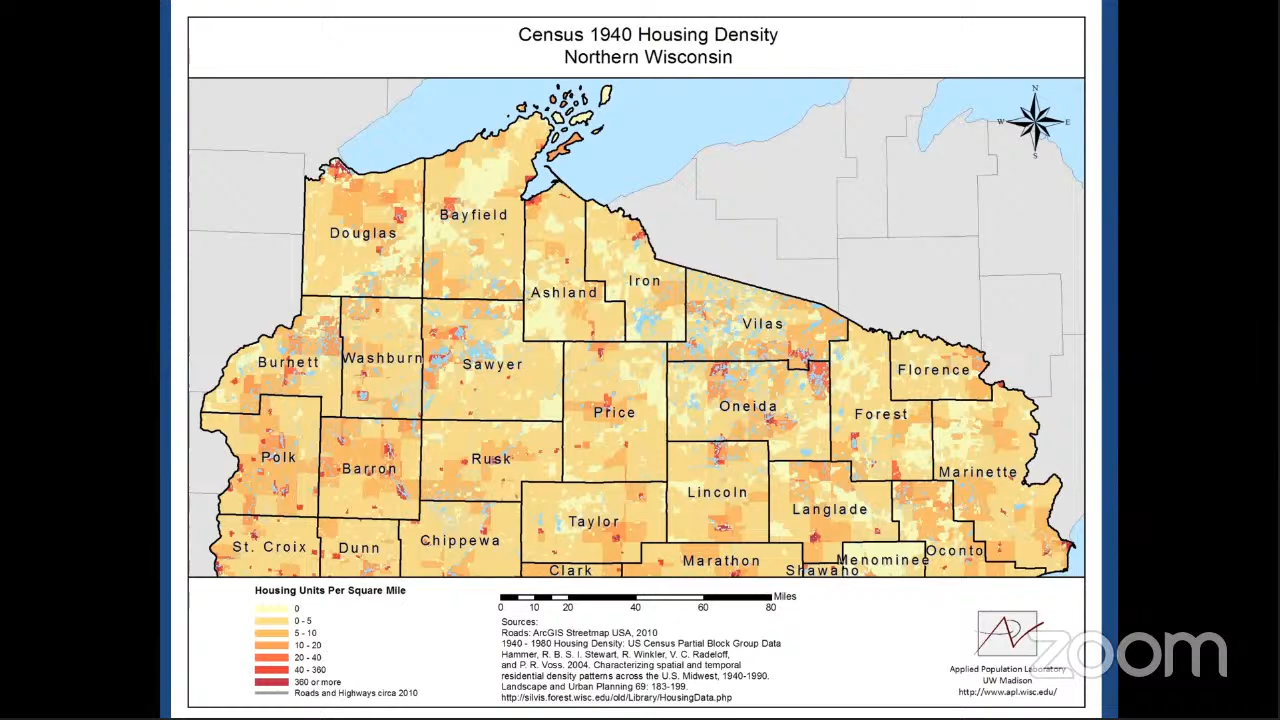 Census 1940 Housing Density
Northern Wisconsin
N
W
E
S
Douglas
Bayfield
Ashland
Iron
Vilas
Burnett
Washburn
Sawyer
Price
Oneida
Florence
Forest
Polk
Barron
Rusk
Lincoln
Marinette
Langlade
Taylor
St. Croix
Dunn
Chippewa
Clark
Marathon
Shawano
Menominee
Oconto
Housing Units Per Square Mile
0
0 - 5
5 - 10
10 - 20
20 - 40
40 - 360
360 or more
Roads and Highways circa 2010
Miles
0 10 20 40 60 80
Sources:
Roads: ArcGIS Streetmap USA, 2010
1940 - 1980 Housing Density: US Census Partial Block Group Data
Hammer, R. B. S. I. Stewart, R. Winkler, V. C. Radeloff,
and P. R. Voss. 2004. Characterizing spatial and temporal
residential density patterns across the U.S. Midwest, 1940-1990.
Landscape and Urban Planning 69: 183-199.
http://silvis.forest.wisc.edu/old/Library/HousingData.php
APL
Applied Population Laboratory
UW Madison
http://www.apl.wisc.edu/
zoom